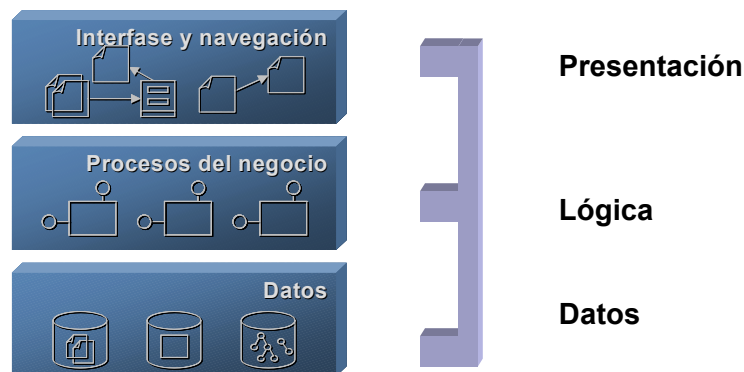 Interfase y navegación
Presentación
Procesos del negocio
Lógica
Datos
Datos